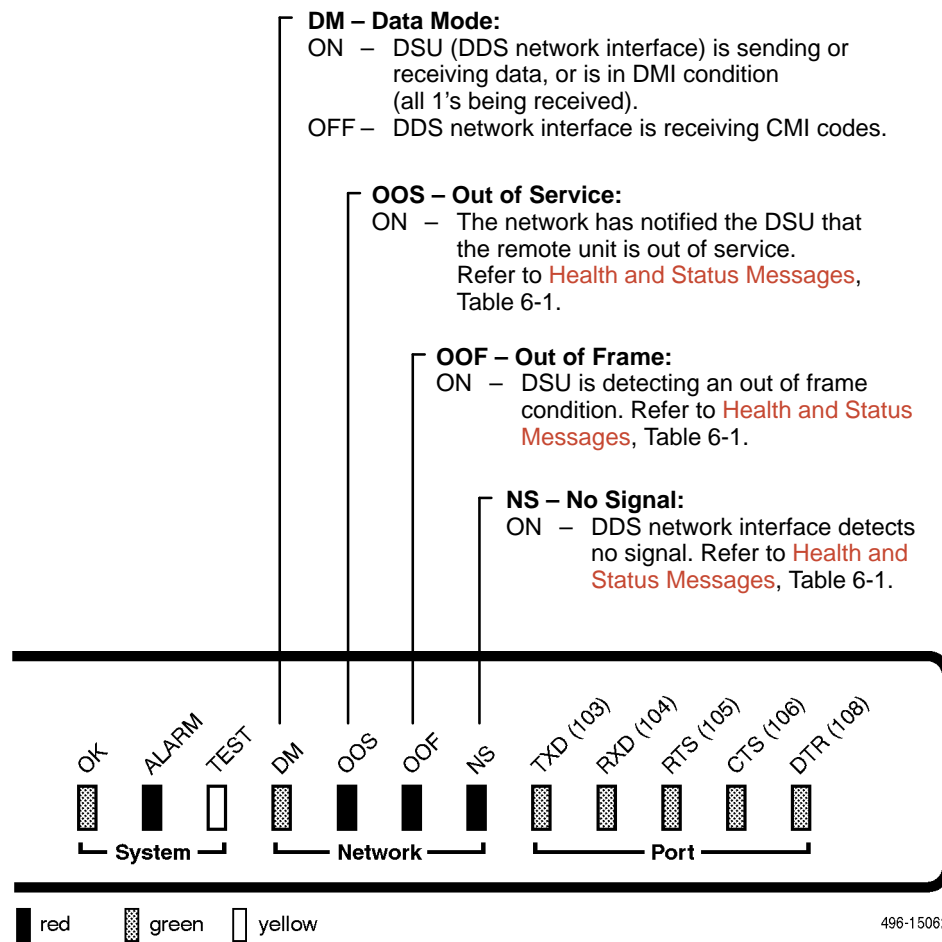 DM – Data Mode:
ON – DSU (DDS network interface) is sending or
receiving data, or is in DMI condition
(all 1's being received).
OFF – DDS network interface is receiving CMI codes.
OOS – Out of Service:
ON – The network has notified the DSU that
the remote unit is out of service.
Refer to Health and Status Messages,
Table 6-1.
OOF – Out of Frame:
ON – DSU is detecting an out of frame
condition. Refer to Health and Status
Messages, Table 6-1.
NS – No Signal:
ON – DDS network interface detects
no signal. Refer to Health and
Status Messages, Table 6-1.
OK
ALARM
TEST
DM
OOS
OOF
NS
TXD (103)
RXD (104)
RTS (105)
CTS (106)
DTR (108)
System
Network
Port
red
green
yellow